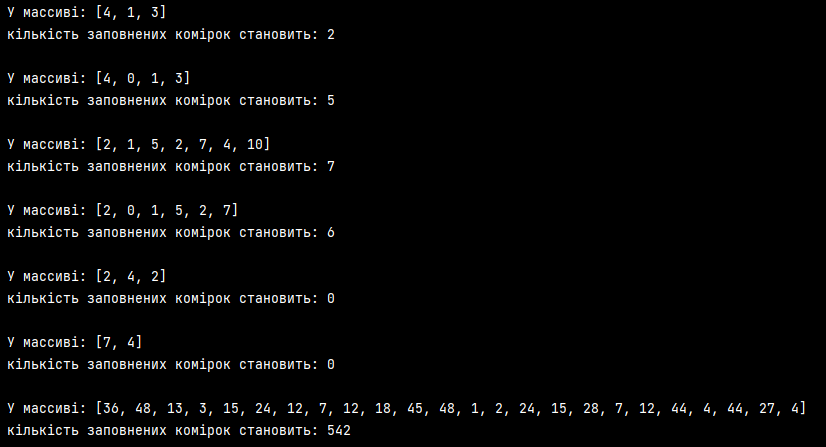 У массиві: [4, 1, 3]
кількість заповнених комірок становить: 2
У массиві: [4, 0, 1, 3]
кількість заповнених комірок становить: 5
У массиві: [2, 1, 5, 2, 7, 4, 10]
кількість заповнених комірок становить: 7
У массиві: [2, 0, 1, 5, 2, 7]
кількість заповнених комірок становить: 6
У массиві: [2, 4, 2]
кількість заповнених комірок становить: 0
У массиві: [7, 4]
кількість заповнених комірок становить: 0
У массиві: [36, 48, 13, 3, 15, 24, 12, 7, 12, 18, 45, 48, 1, 2, 24, 15, 28, 7, 12, 44, 4, 44, 27, 4]
кількість заповнених комірок становить: 542